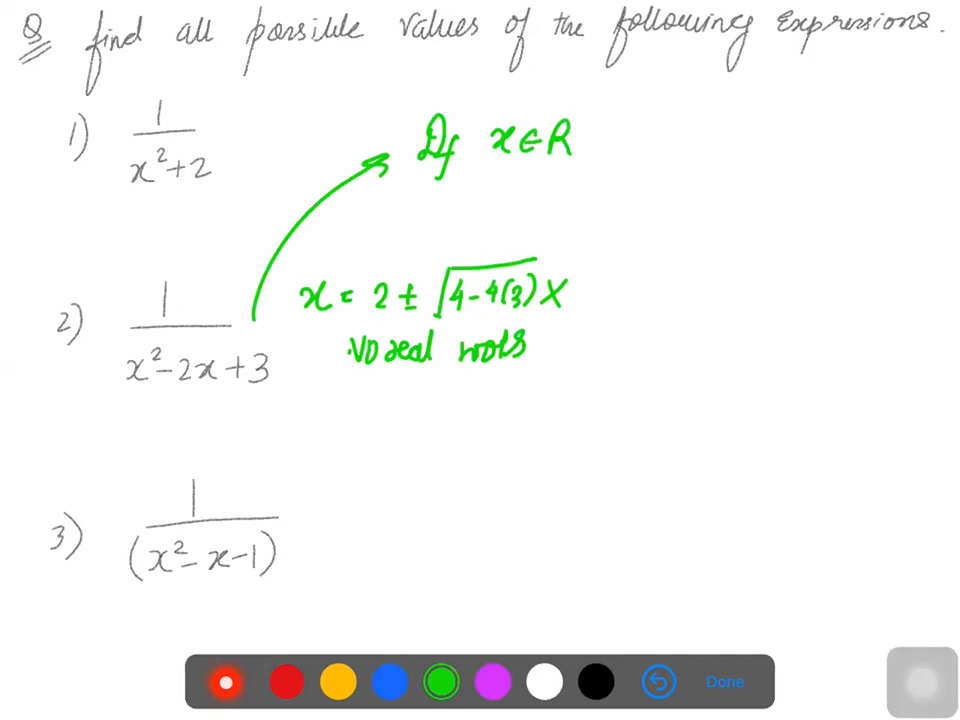 Q find all possible values of the following Expressions.
1) 1/(x²+2)
Df x∈R
2) 1/(x²-2x+3)
x = 2 ± √(4-4(3)) X
No real roots
3) 1/((x²-x-1))
Done